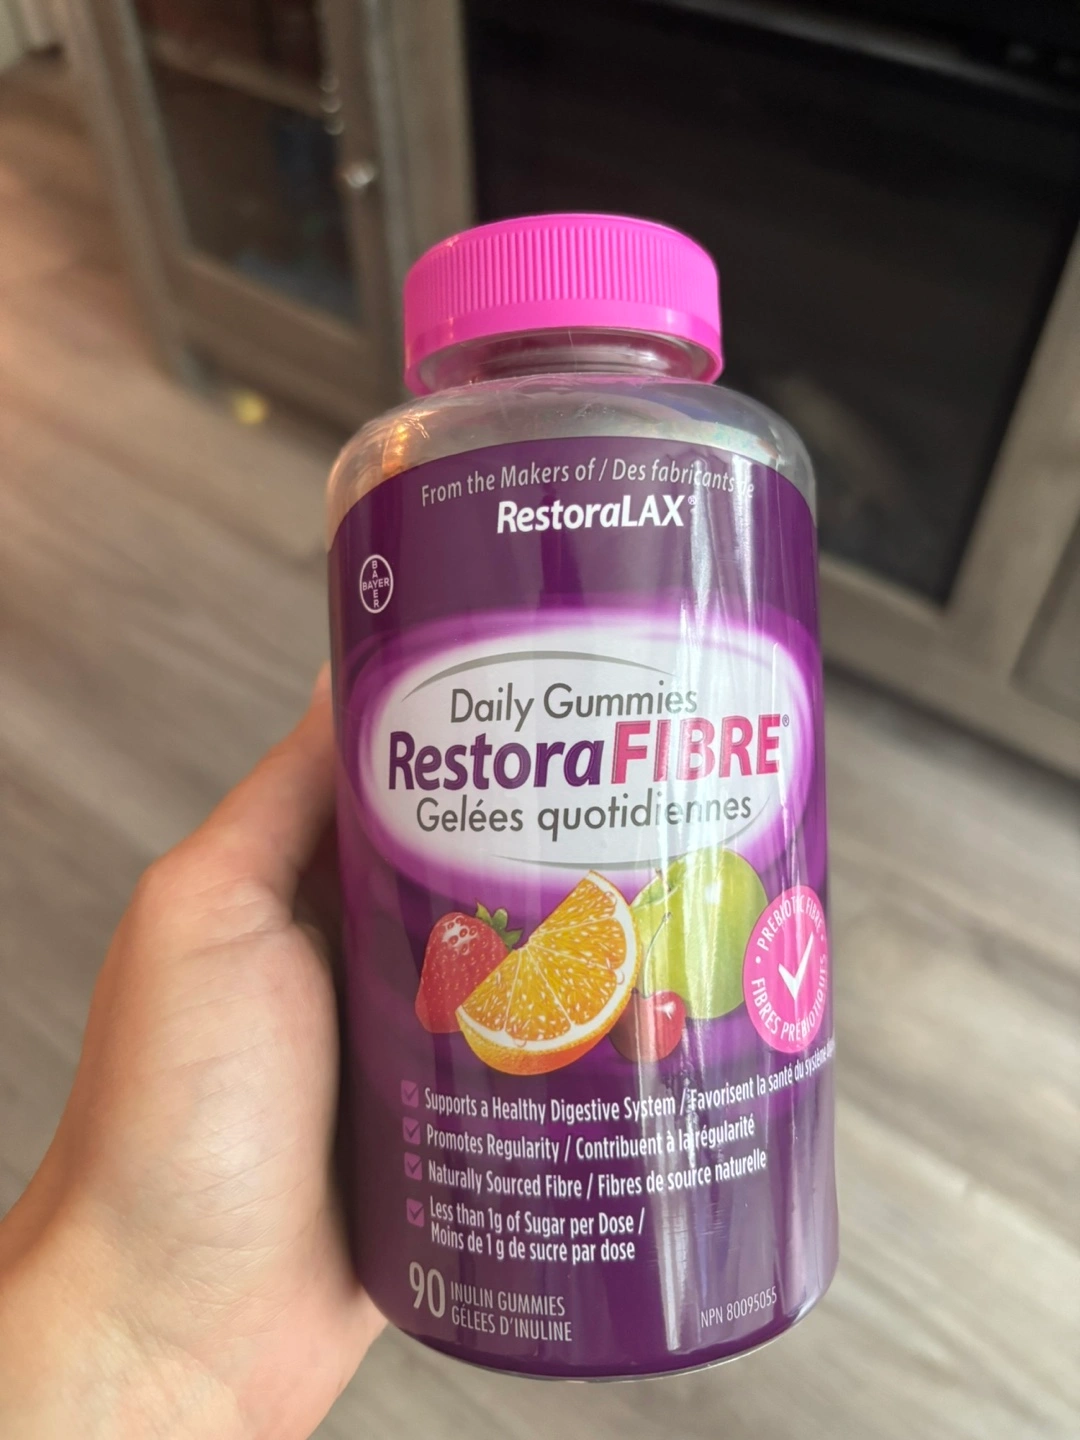 From the Makers of / Des fabricants de
RestoraLAX®
BAYER
BAYER
Daily Gummies
RestoraFIBRE®
Gelées quotidiennes
PREBIOTIC FIBRE
FIBRES PRÉBIOTIQUES
Supports a Healthy Digestive System / Favorisent la santé du système
Promotes Regularity / Contribuent à la régularité
Naturally Sourced Fibre / Fibres de source naturelle
Less than 1g of Sugar per Dose /
Moins de 1 g de sucre par dose
90 INULIN GUMMIES
GÉLEES D'INULINE
NPN 80095055